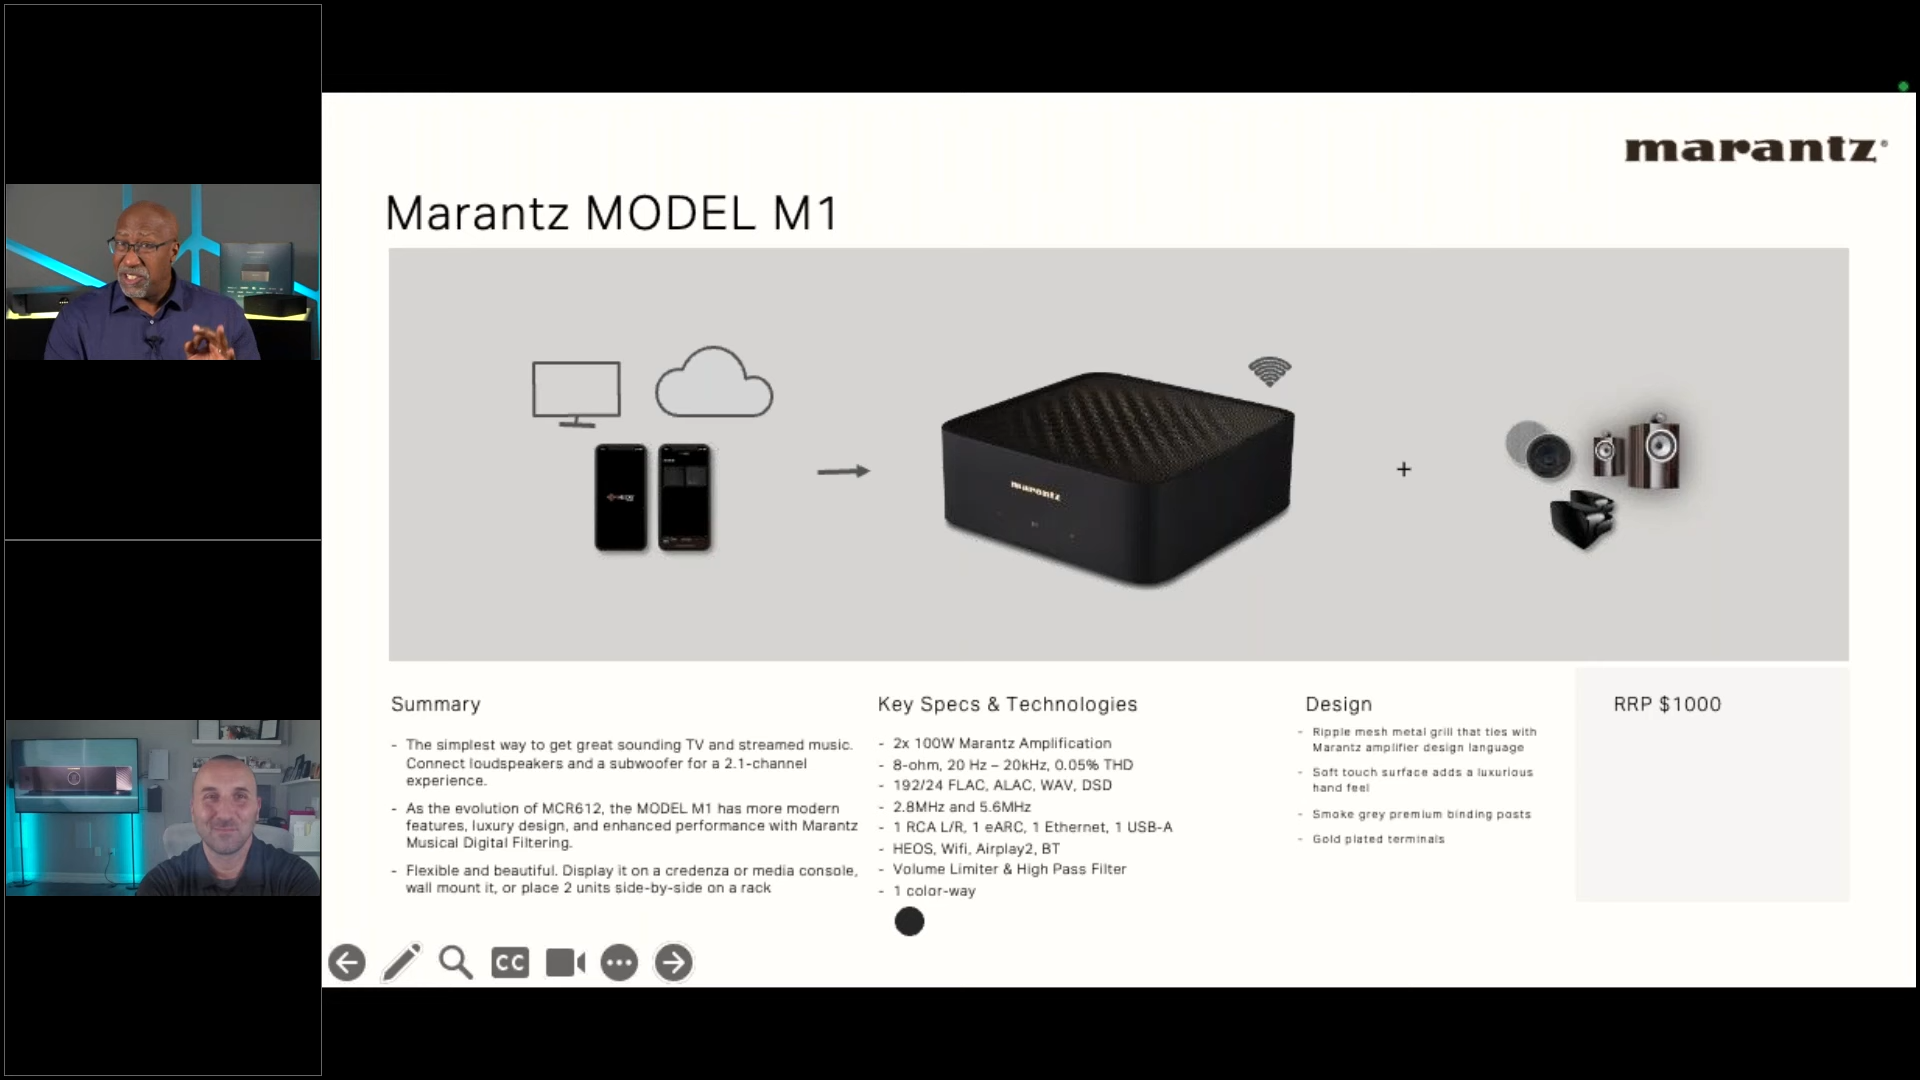 marantz
Marantz MODEL M1
marantz
Summary
- The simplest way to get great sounding TV and streamed music.
Connect loudspeakers and a subwoofer for a 2.1-channel
experience.
- As the evolution of MCR612, the MODEL M1 has more modern
features, luxury design, and enhanced performance with Marantz
Musical Digital Filtering.
- Flexible and beautiful. Display it on a credenza or media console,
wall mount it, or place 2 units side-by-side on a rack
Key Specs & Technologies
- 2x 100W Marantz Amplification
- 8-ohm, 20 Hz – 20kHz, 0.05% THD
- 192/24 FLAC, ALAC, WAV, DSD
- 2.8MHz and 5.6MHz
- 1 RCA L/R, 1 eARC, 1 Ethernet, 1 USB-A
- HEOS, Wifi, Airplay2, BT
- Volume Limiter & High Pass Filter
- 1 color-way
Design
- Ripple mesh metal grill that ties with
Marantz amplifier design language
- Soft touch surface adds a luxurious
hand feel
- Smoke grey premium binding posts
- Gold plated terminals
RRP $1000
CC